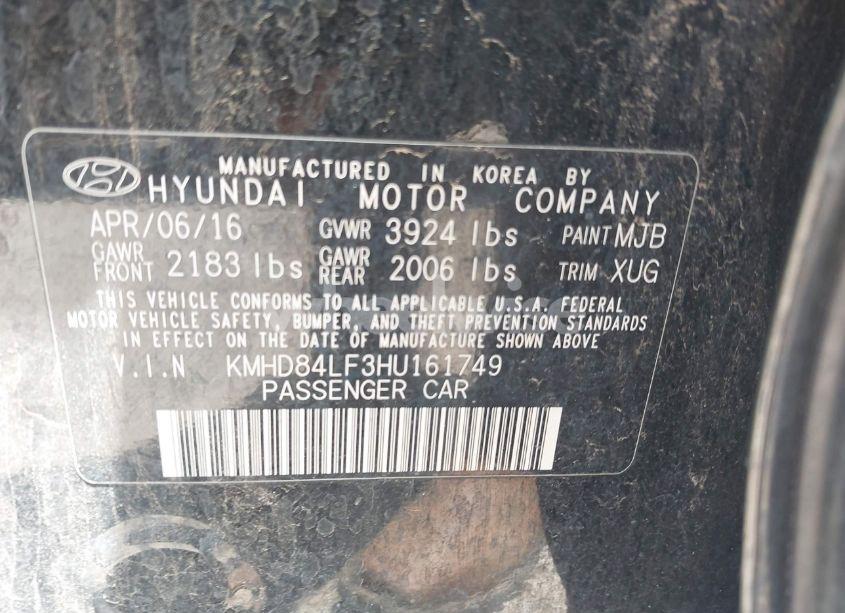 MANUFACTURED IN KOREA BY
HYUNDAI MOTOR COMPANY
APR/06/16 GVWR 3924 lbs PAINT MJB
GAWR FRONT 2183 lbs GAWR REAR 2006 lbs TRIM XUG
THIS VEHICLE CONFORMS TO ALL APPLICABLE U.S.A. FEDERAL
MOTOR VEHICLE SAFETY, BUMPER, AND THEFT PREVENTION STANDARDS
IN EFFECT ON THE DATE OF MANUFACTURE SHOWN ABOVE
V.I.N KMHD84LF3HU161749
PASSENGER CAR